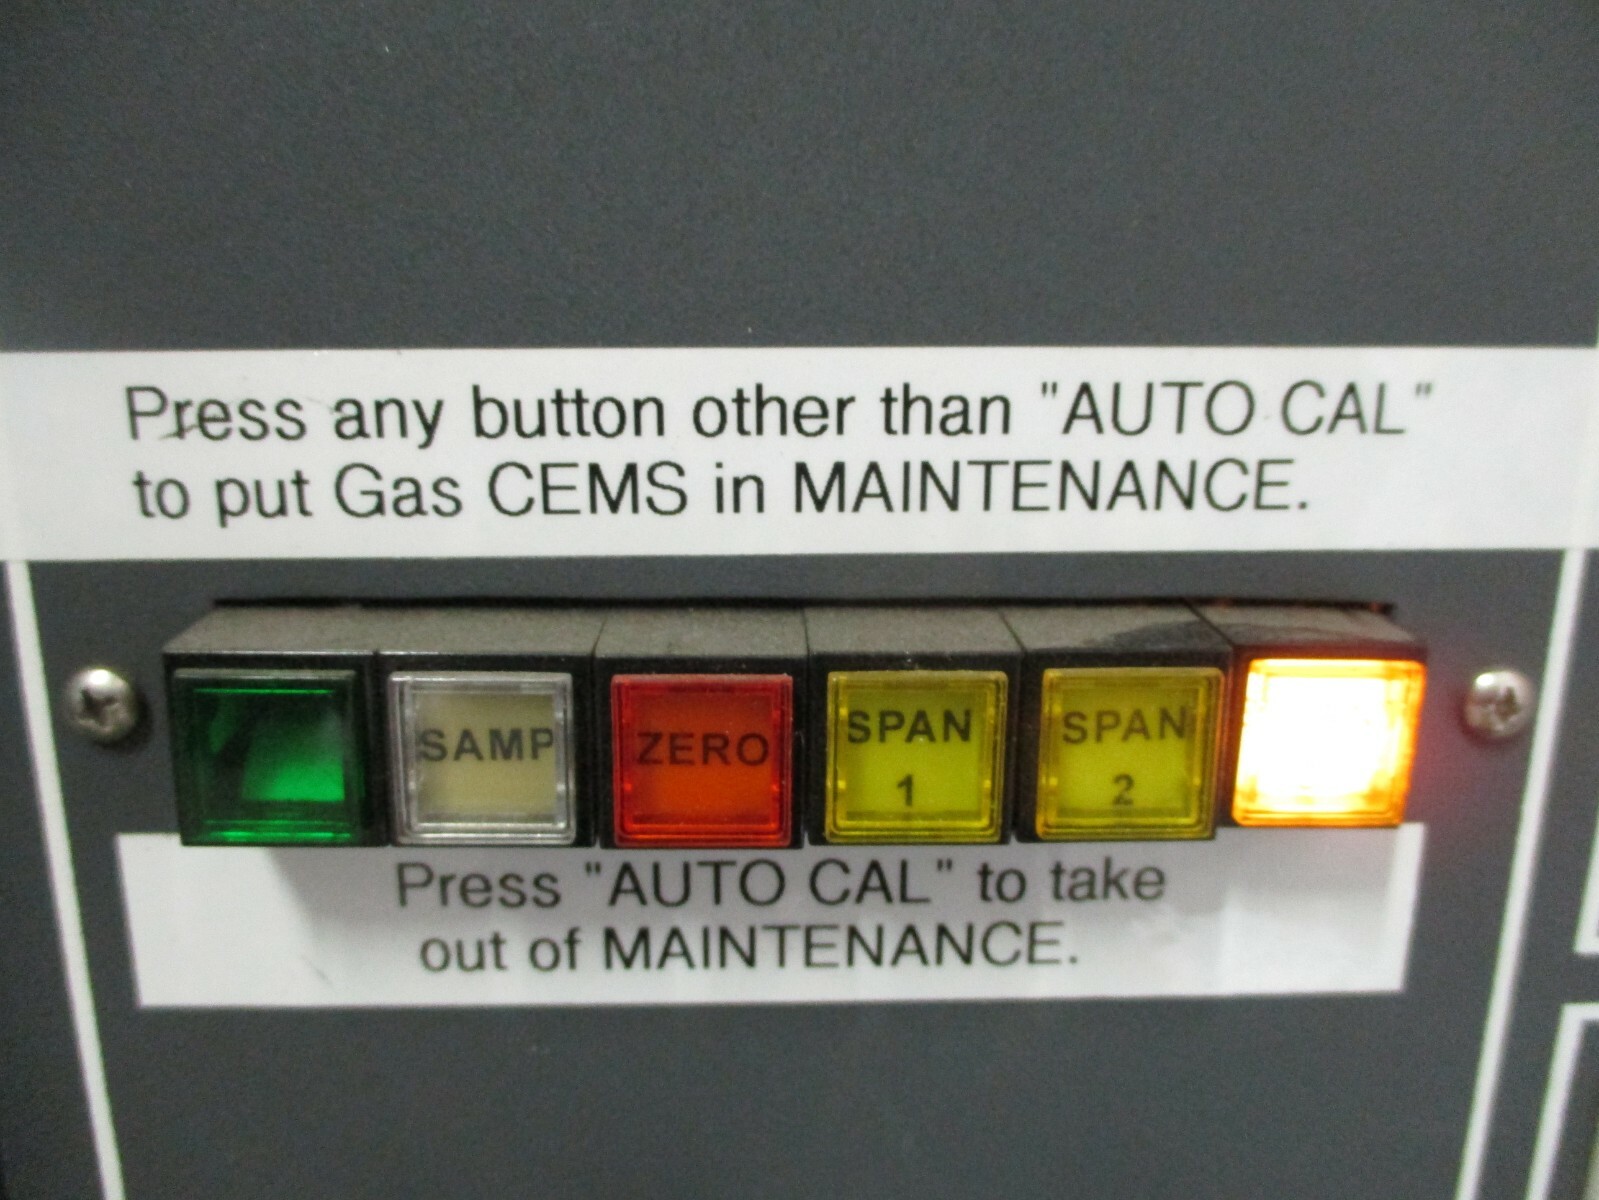 Press any button other than "AUTO CAL"
to put Gas CEMS in MAINTENANCE.
SAMP
ZERO
SPAN
1
SPAN
2
Press "AUTO CAL" to take
out of MAINTENANCE.